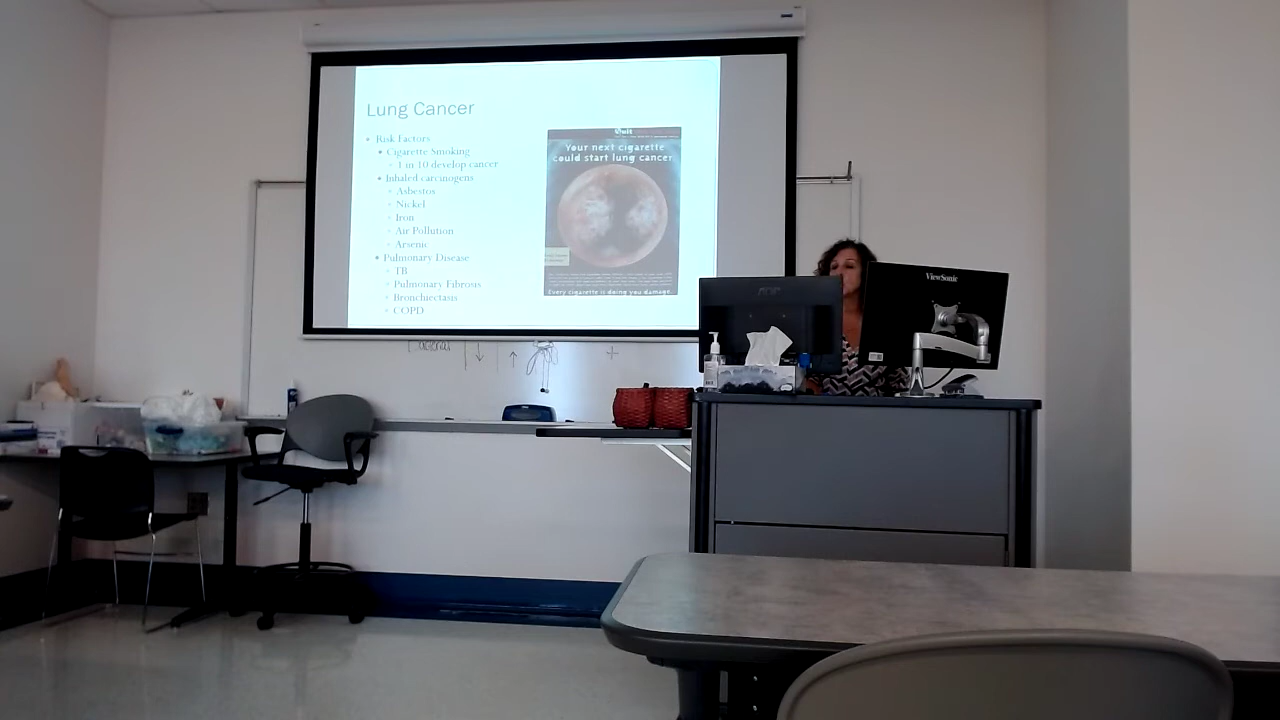 Lung Cancer
Risk Factors
Cigarette Smoking
1 in 10 develop cancer
Inhaled carcinogens
Asbestos
Nickel
Iron
Air Pollution
Arsenic
Pulmonary Disease
TB
Pulmonary Fibrosis
Bronchiectasis
COPD
Your next cigarette
could start lung cancer
Every cigarette is doing you damage.
ViewSonic